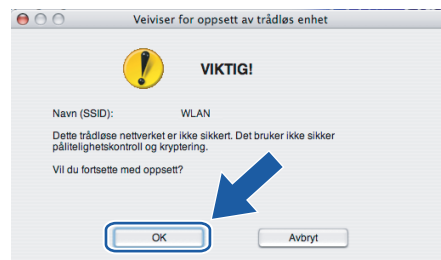 Veiviser for oppsett av trådløs enhet
VIKTIG!
Navn (SSID): WLAN
Dette trådløse nettverket er ikke sikkert. Det bruker ikke sikker
pålitelighetskontroll og kryptering.
Vil du fortsette med oppsett?
OK Avbryt